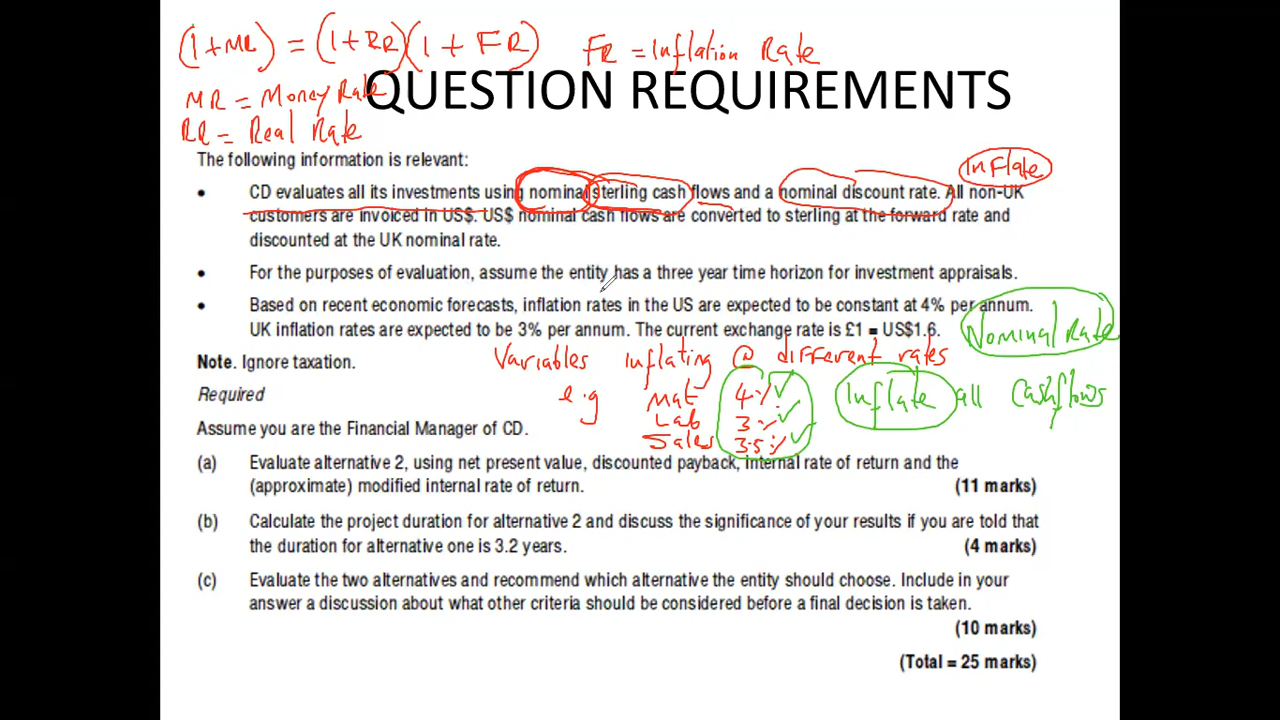 (1+MR) = (1+RR)(1 + FR) FR = Inflation Rate
QUESTION REQUIREMENTS
MR = Money Rate
RR = Real Rate
The following information is relevant:
Inflate
• CD evaluates all its investments using nominal sterling cash flows and a nominal discount rate. All non-UK
customers are invoiced in US$. US$ nominal cash flows are converted to sterling at the forward rate and
discounted at the UK nominal rate.
• For the purposes of evaluation, assume the entity has a three year time horizon for investment appraisals.
• Based on recent economic forecasts, inflation rates in the US are expected to be constant at 4% per annum.
UK inflation rates are expected to be 3% per annum. The current exchange rate is £1 = US$1.6.
Nominal Rate
Note. Ignore taxation.
Variables inflating @ different rates
Required
e.g Mat 4% ✓ Inflate all Cashflows
Lab 3% ✓
Sales 3.5% ✓
Assume you are the Financial Manager of CD.
(a) Evaluate alternative 2, using net present value, discounted payback, internal rate of return and the
(approximate) modified internal rate of return. (11 marks)
(b) Calculate the project duration for alternative 2 and discuss the significance of your results if you are told that
the duration for alternative one is 3.2 years. (4 marks)
(c) Evaluate the two alternatives and recommend which alternative the entity should choose. Include in your
answer a discussion about what other criteria should be considered before a final decision is taken.
(10 marks)
(Total = 25 marks)